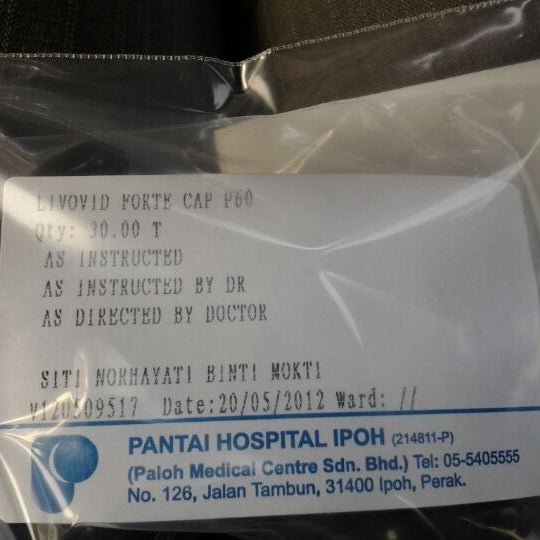 LIVOVID FORTE CAP P60
Qty: 30.00 T
AS INSTRUCTED
AS INSTRUCTED BY DR
AS DIRECTED BY DOCTOR
SITI NORHAYATI BINTI MOKTI
V120509517 Date:20/05/2012 Ward: //
PANTAI HOSPITAL IPOH (214811-P)
(Paloh Medical Centre Sdn. Bhd.) Tel: 05-5405555
No. 126, Jalan Tambun, 31400 Ipoh, Perak.